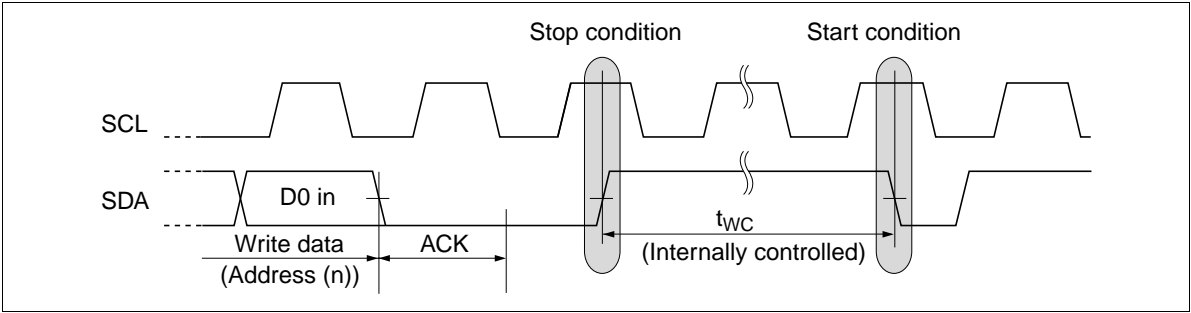 Stop condition
Start condition
SCL
SDA
D0 in
Write data
(Address (n))
ACK
tWC
(Internally controlled)